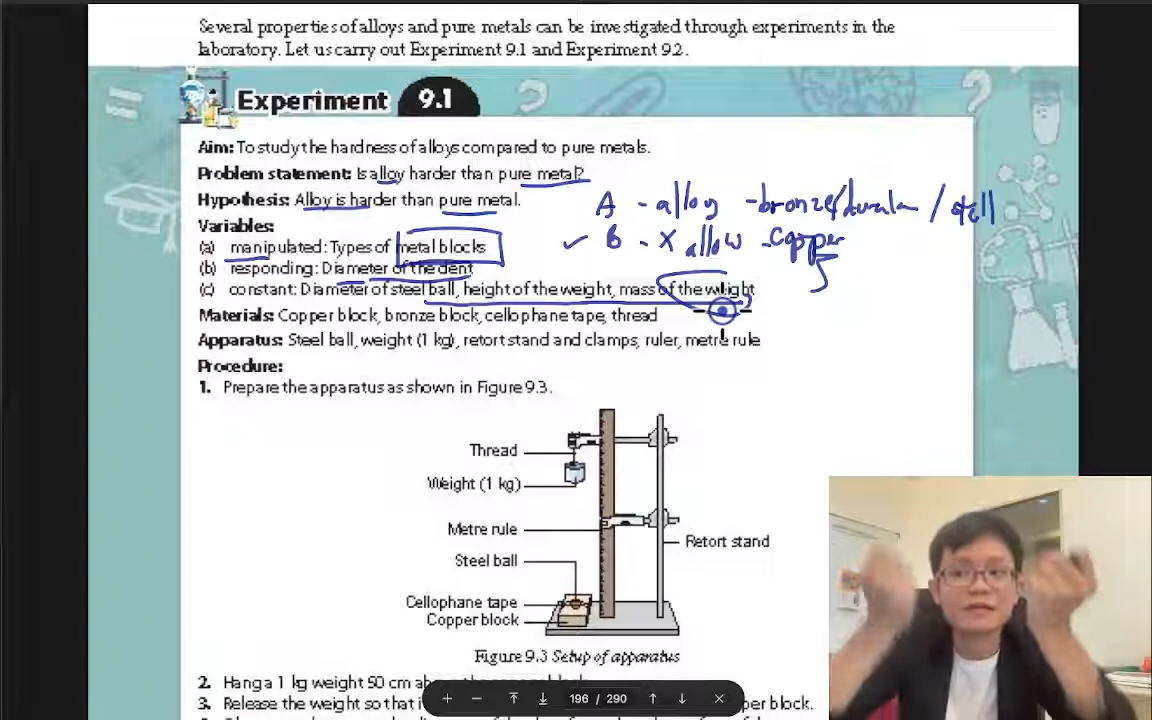 Several properties of alloys and pure metals can be investigated through experiments in the
laboratory. Let us carry out Experiment 9.1 and Experiment 9.2.
Experiment 9.1
Aim: To study the hardness of alloys compared to pure metals.
Problem statement: Is alloy harder than pure metal?
Hypothesis: Alloy is harder than pure metal.
A - alloy - bronze/duralum / stell
Variables:
(a) manipulated: Types of metal blocks
B - X allow - Copper
(b) responding: Diameter of the dent
(c) constant: Diameter of steel ball, height of the weight, mass of the weight
Materials: Copper block, bronze block, cellophane tape, thread
Apparatus: Steel ball, weight (1 kg), retort stand and clamps, ruler, metre rule
Procedure:
1. Prepare the apparatus as shown in Figure 9.3.
Thread
Weight (1 kg)
Metre rule
Retort stand
Steel ball
Cellophane tape
Copper block
Figure 9.3 Setup of apparatus
2. Hang a 1 kg weight 50 cm
3. Release the weight so that per block.
196 / 290